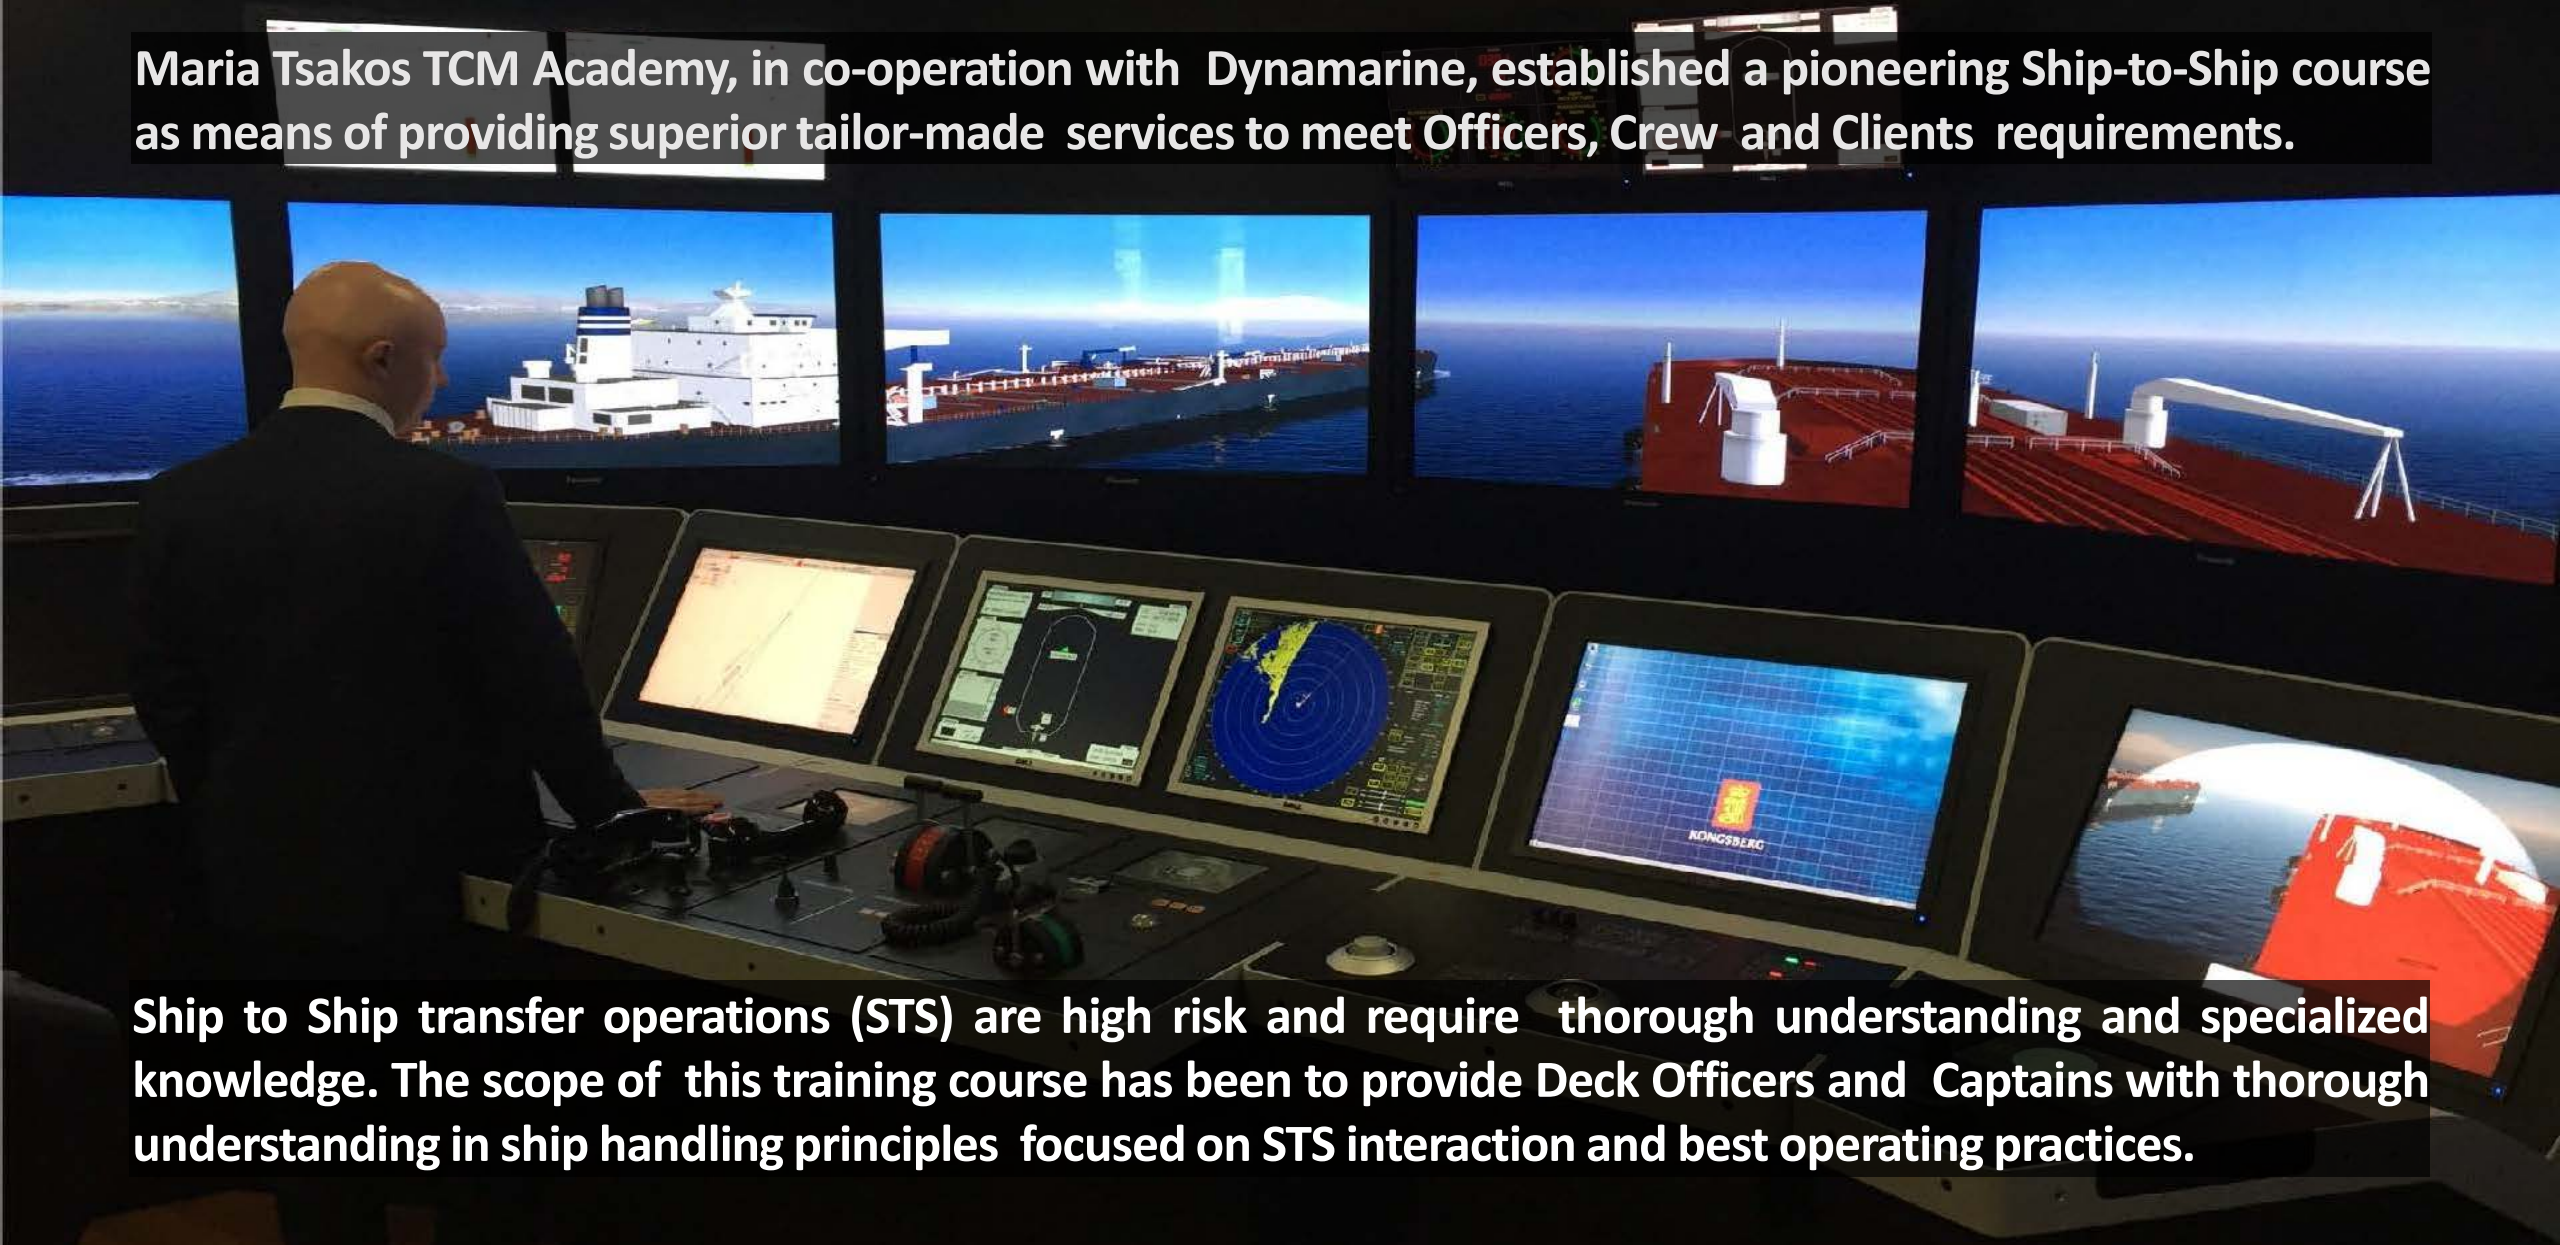 Maria Tsakos TCM Academy, in co-operation with Dynamarine, established a pioneering Ship-to-Ship course
as means of providing superior tailor-made services to meet Officers, Crew and Clients requirements.
KONGSBERG
Ship to Ship transfer operations (STS) are high risk and require thorough understanding and specialized
knowledge. The scope of this training course has been to provide Deck Officers and Captains with thorough
understanding in ship handling principles focused on STS interaction and best operating practices.